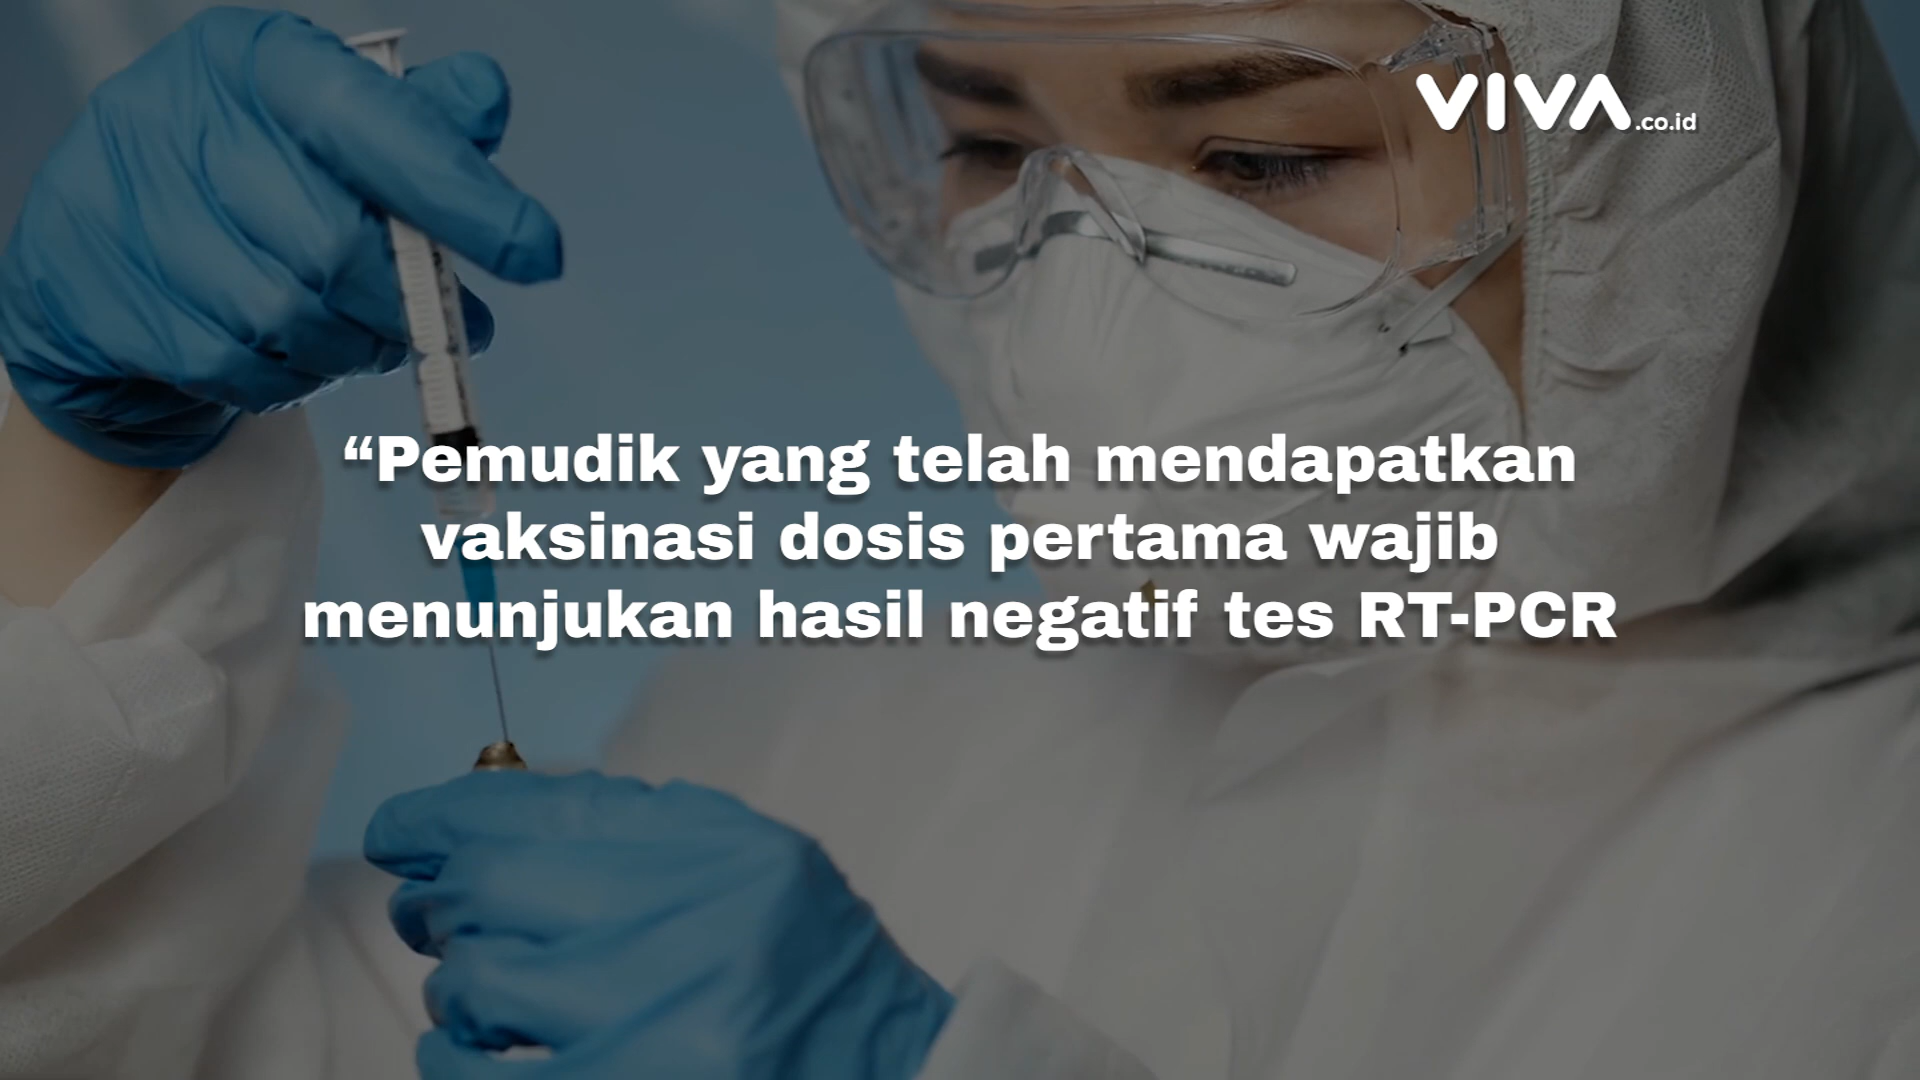 VIVA.co.id
“Pemudik yang telah mendapatkan
vaksinasi dosis pertama wajib
menunjukan hasil negatif tes RT-PCR